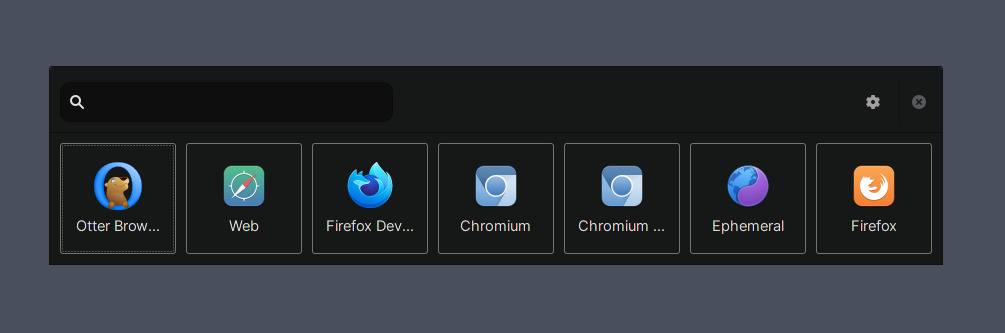 Otter Brow...
Web
Firefox Dev...
Chromium
Chromium ...
Ephemeral
Firefox